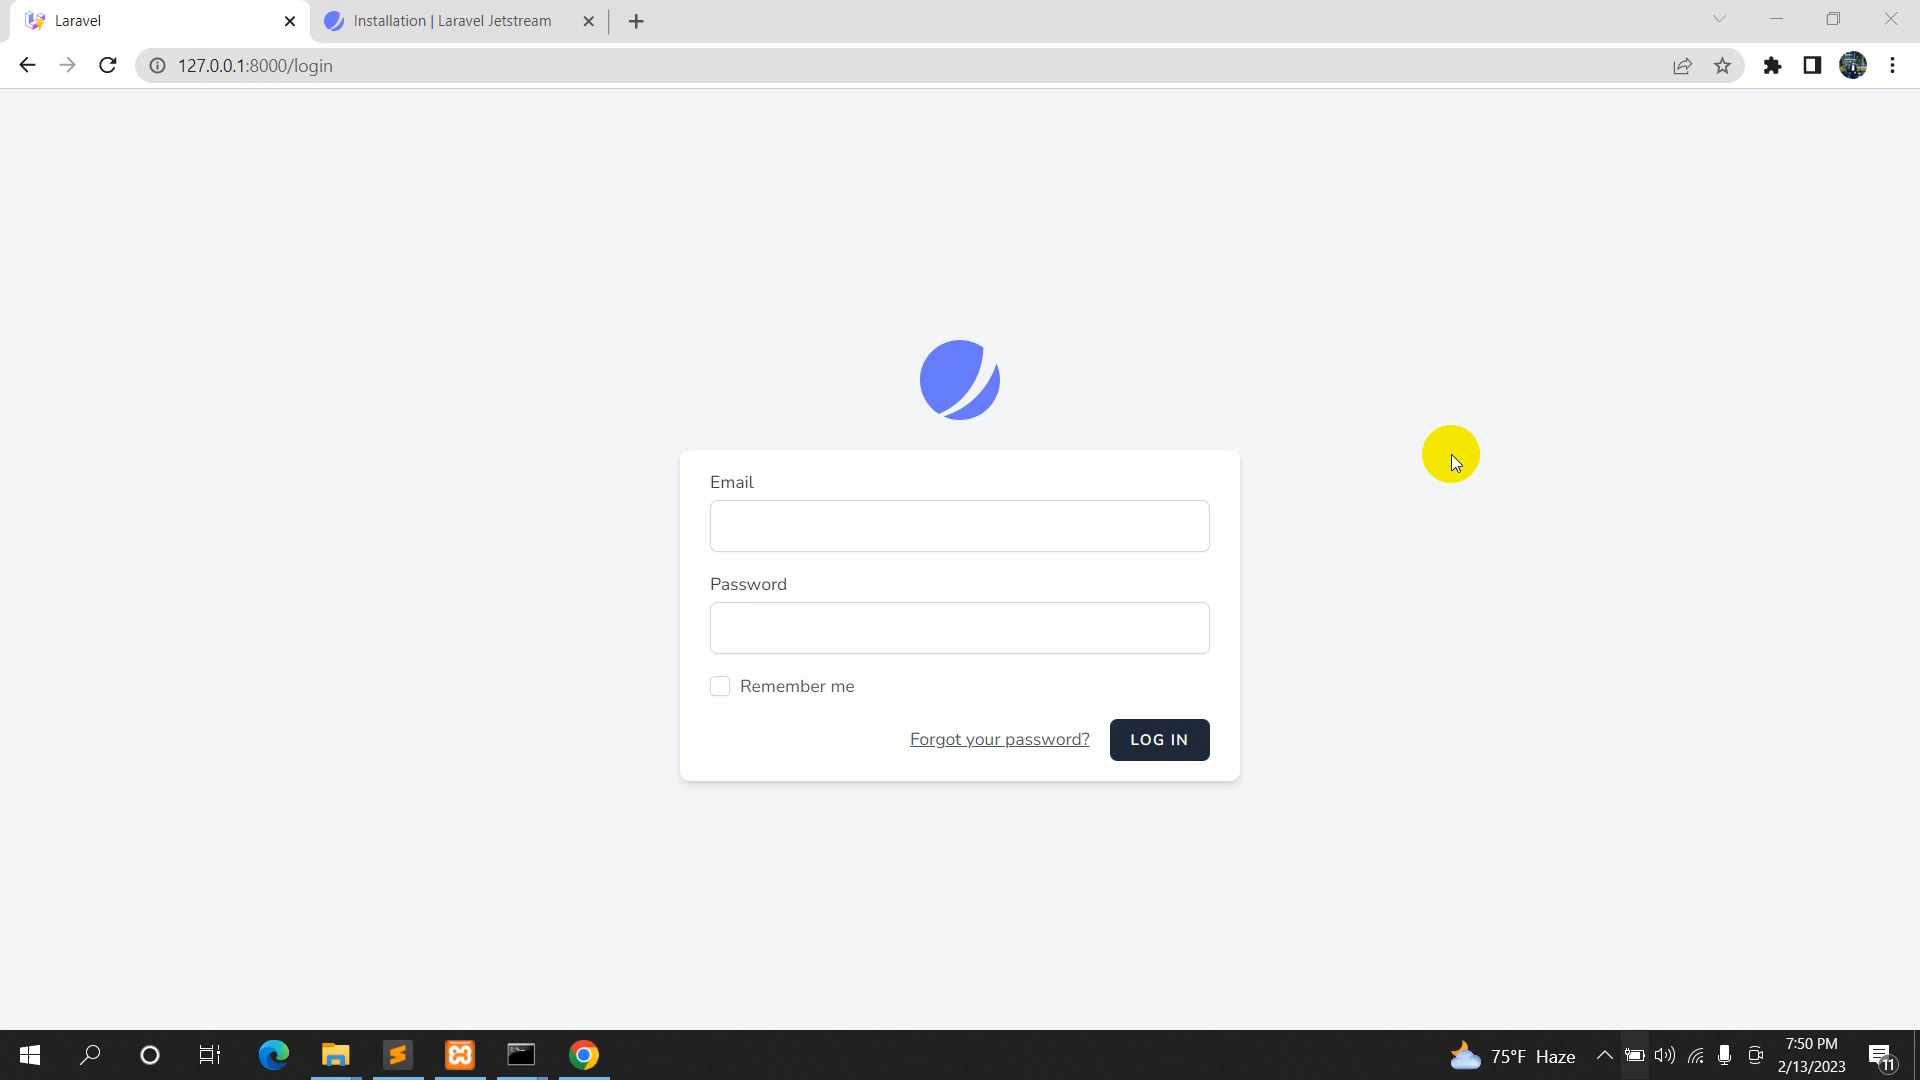 Laravel
Installation | Laravel Jetstream
127.0.0.1:8000/login
Email
Password
Remember me
Forgot your password?
LOG IN
75°F Haze
7:50 PM
2/13/2023
11